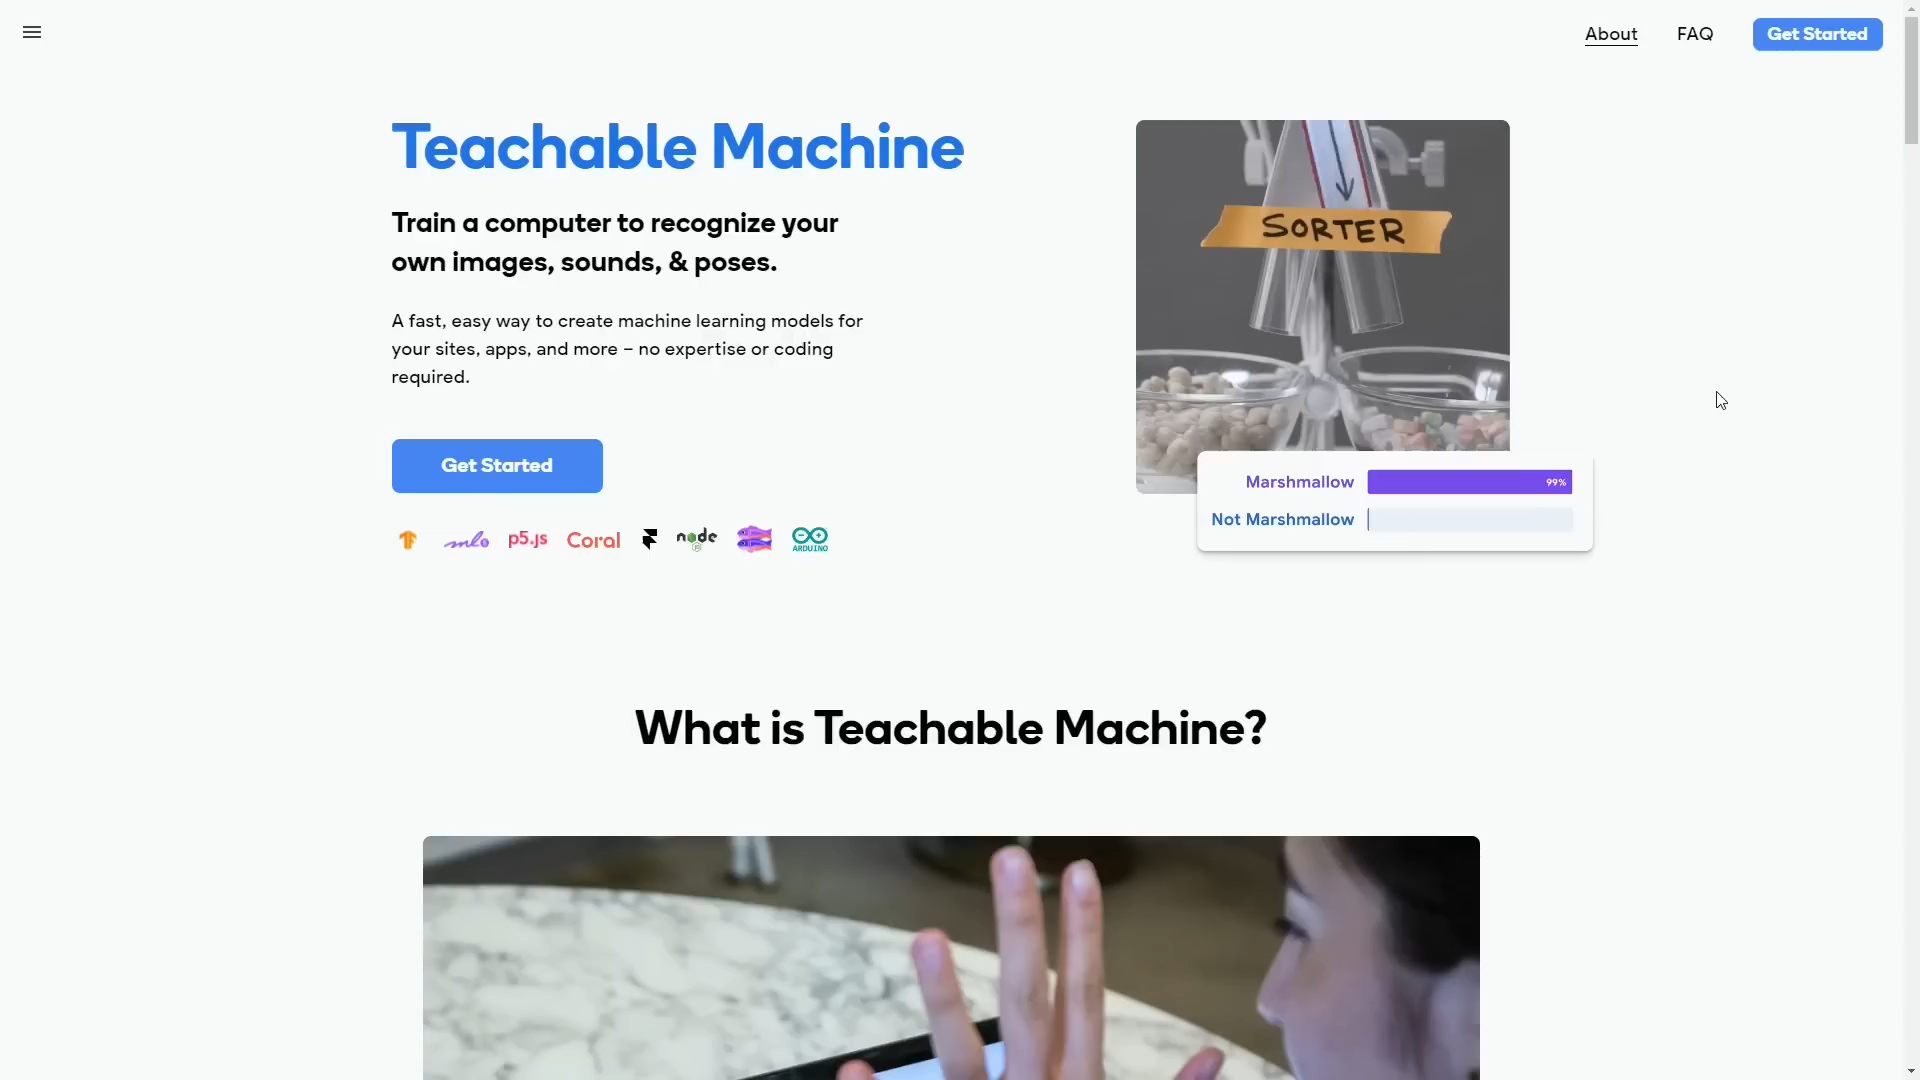 About
FAQ
Get Started
Teachable Machine
Train a computer to recognize your
own images, sounds, & poses.
A fast, easy way to create machine learning models for
your sites, apps, and more – no expertise or coding
required.
Get Started
ml5
p5.js
Coral
node
ARDUINO
SORTER
Marshmallow 99%
Not Marshmallow
What is Teachable Machine?